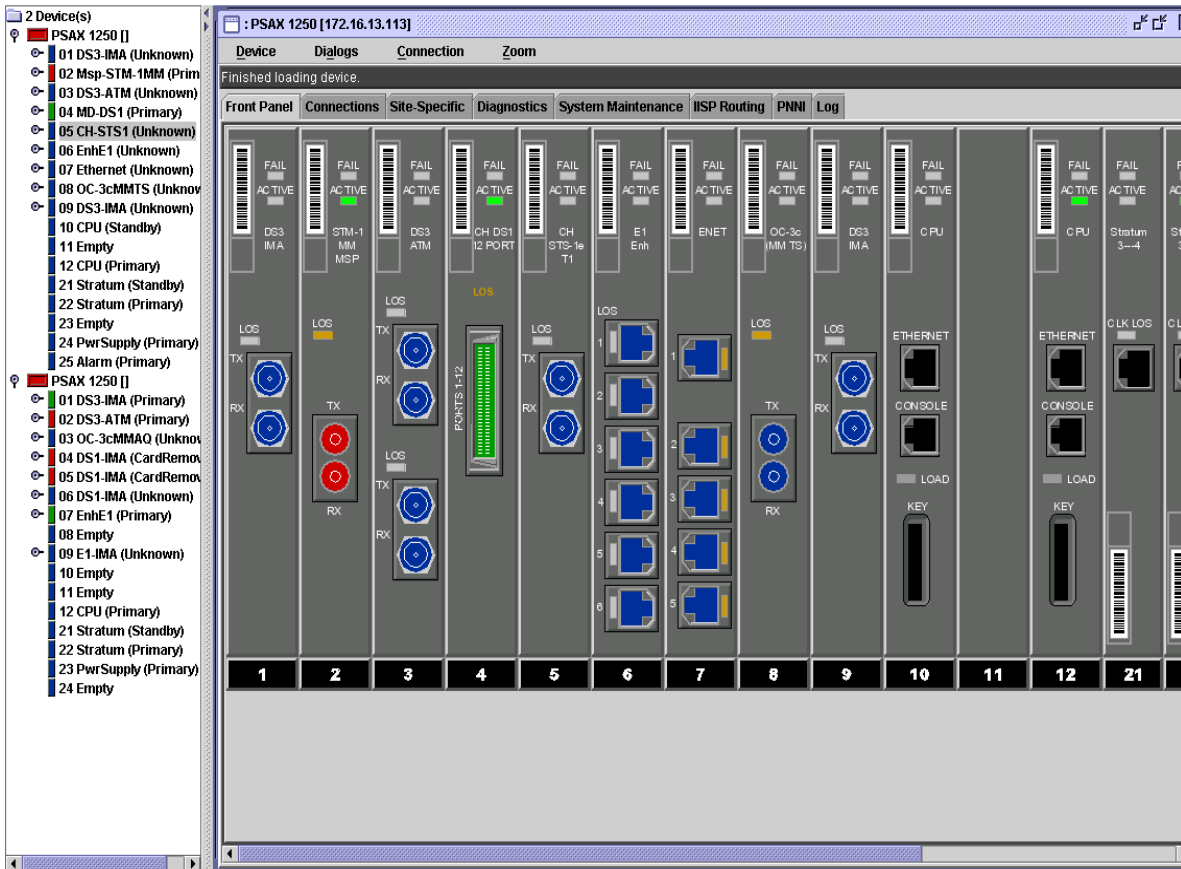 2 Device(s)
PSAX 1250 []
01 DS3-IMA (Unknown)
02 Msp-STM-1MM (Prim
03 DS3-ATM (Unknown)
04 MD-DS1 (Primary)
05 CH-STS1 (Unknown)
06 EnhE1 (Unknown)
07 Ethernet (Unknown)
08 OC-3cMMTS (Unknow
09 DS3-IMA (Unknown)
10 CPU (Standby)
11 Empty
12 CPU (Primary)
21 Stratum (Standby)
22 Stratum (Primary)
23 Empty
24 PwrSupply (Primary)
25 Alarm (Primary)
PSAX 1250 []
01 DS3-IMA (Primary)
02 DS3-ATM (Primary)
03 OC-3cMMAQ (Unknow
04 DS1-IMA (CardRemov
05 DS1-IMA (CardRemov
06 DS1-IMA (Unknown)
07 EnhE1 (Primary)
08 Empty
09 E1-IMA (Unknown)
10 Empty
11 Empty
12 CPU (Primary)
21 Stratum (Standby)
22 Stratum (Primary)
23 PwrSupply (Primary)
24 Empty
: PSAX 1250 [172.16.13.113]
Device Dialogs Connection Zoom
Finished loading device.
Front Panel Connections Site-Specific Diagnostics System Maintenance IISP Routing PNNI Log
FAIL
ACTIVE
DS3
IMA
LOS
TX
RX
1
FAIL
ACTIVE
STM-1
MM
MSP
LOS
TX
RX
2
FAIL
ACTIVE
DS3
ATM
LOS
TX
RX
LOS
TX
RX
3
FAIL
ACTIVE
CH DS1
12 PORT
LOS
PORTS 1-12
4
FAIL
ACTIVE
CH
STS-1e
T1
LOS
TX
RX
5
FAIL
ACTIVE
E1
Enh
LOS
1
2
3
4
5
6
6
FAIL
ACTIVE
ENET
1
2
3
4
5
7
FAIL
ACTIVE
OC-3c
(MM TS)
LOS
TX
RX
8
FAIL
ACTIVE
DS3
IMA
LOS
TX
RX
9
FAIL
ACTIVE
CPU
ETHERNET
CONSOLE
LOAD
KEY
10
11
FAIL
ACTIVE
CPU
ETHERNET
CONSOLE
LOAD
KEY
12
FAIL
ACTIVE
Stratum
3---4
CLK LOS
21